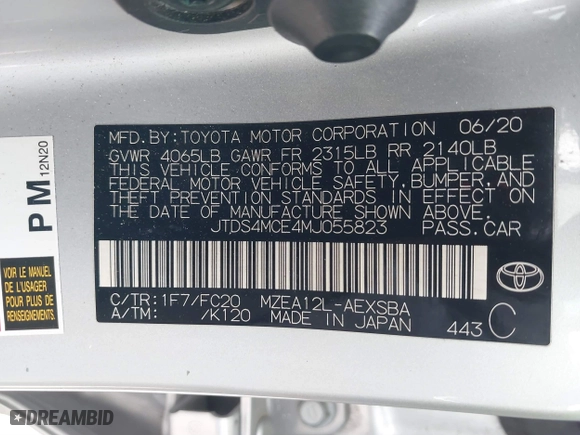 MFD.BY:TOYOTA MOTOR CORPORATION 06/20
GVWR 4065LB GAWR FR 2315LB RR 2140LB
THIS VEHICLE CONFORMS TO ALL APPLICABLE
FEDERAL MOTOR VEHICLE SAFETY,BUMPER,AND
THEFT PREVENTION STANDARDS IN EFFECT ON
THE DATE OF MANUFACTURE SHOWN ABOVE.
JTDS4MCE4MJ055823 PASS.CAR
C/TR:1F7/FC20 MZEA12L-AEXSBA
A/TM: /K120 MADE IN JAPAN 443 C
TOYOTA
PM 12N20
VOIR LE MANUEL
POUR PLUS DE
RENSEIGNEMENTS.
DREAMBID